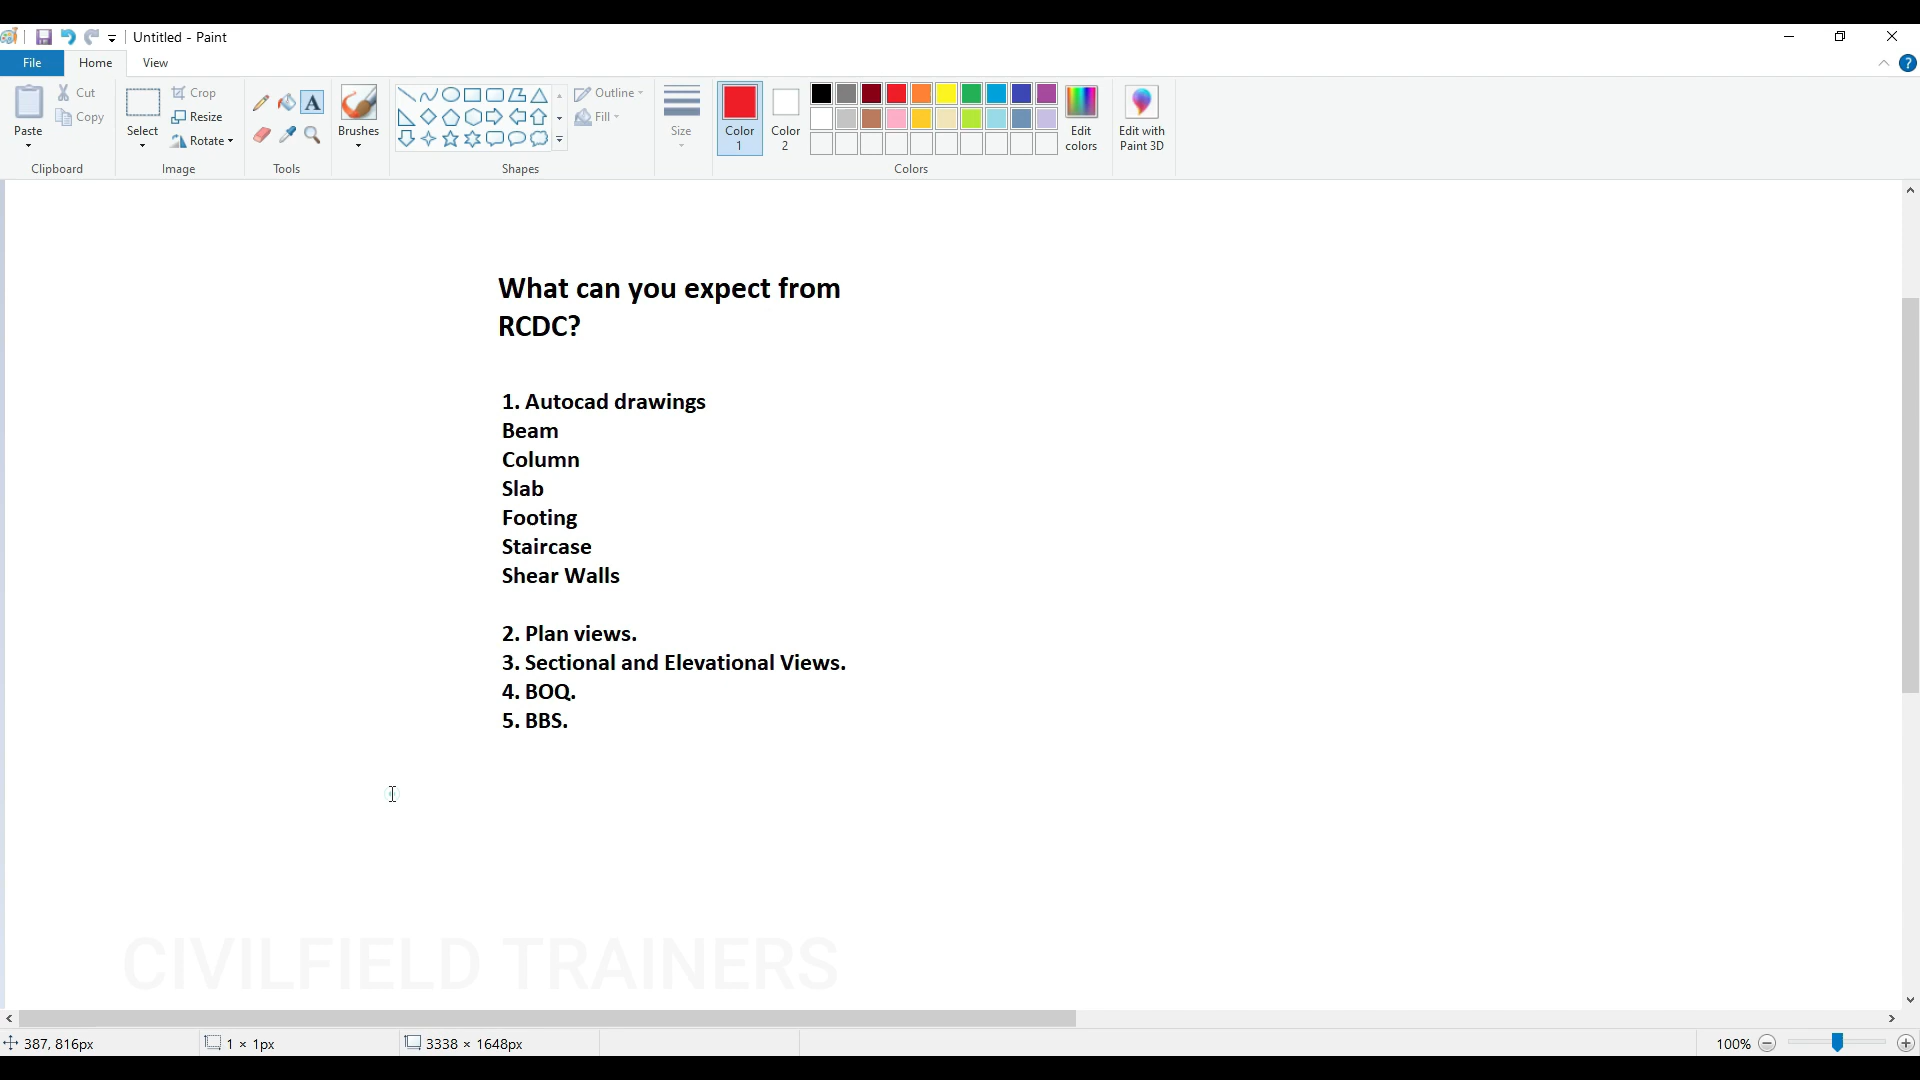 Untitled - Paint
File
Home
View
Paste
Cut
Copy
Clipboard
Select
Crop
Resize
Rotate
Image
A
Tools
Brushes
Outline
Fill
Shapes
Size
Color
1
Color
2
Edit
colors
Colors
Edit with
Paint 3D
?
What can you expect from
RCDC?
1. Autocad drawings
Beam
Column
Slab
Footing
Staircase
Shear Walls
2. Plan views.
3. Sectional and Elevational Views.
4. BOQ.
5. BBS.
CIVILFIELD TRAINERS
387, 816px
1 × 1px
3338 × 1648px
100%